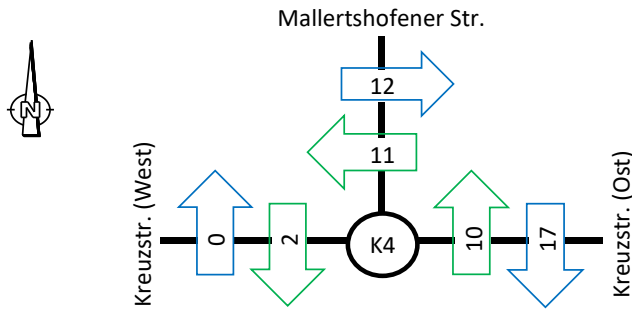 Mallertshofener Str.
N
12
11
Kreuzstr. (West)
0
2
K4
10
17
Kreuzstr. (Ost)